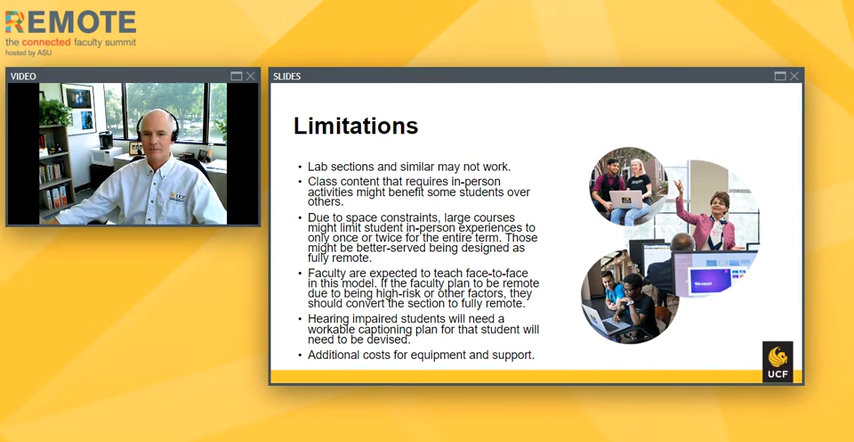 REMOTE
the connected faculty summit
hosted by ASU
VIDEO
SLIDES
Limitations
• Lab sections and similar may not work.
• Class content that requires in-person
activities might benefit some students over
others.
• Due to space constraints, large courses
might limit student in-person experiences to
only once or twice for the entire term. Those
might be better-served being designed as
fully remote.
• Faculty are expected to teach face-to-face
in this model. If the faculty plan to be remote
due to being high-risk or other factors, they
should convert the section to fully remote.
• Hearing impaired students will need a
workable captioning plan for that student will
need to be devised.
• Additional costs for equipment and support.
UCF